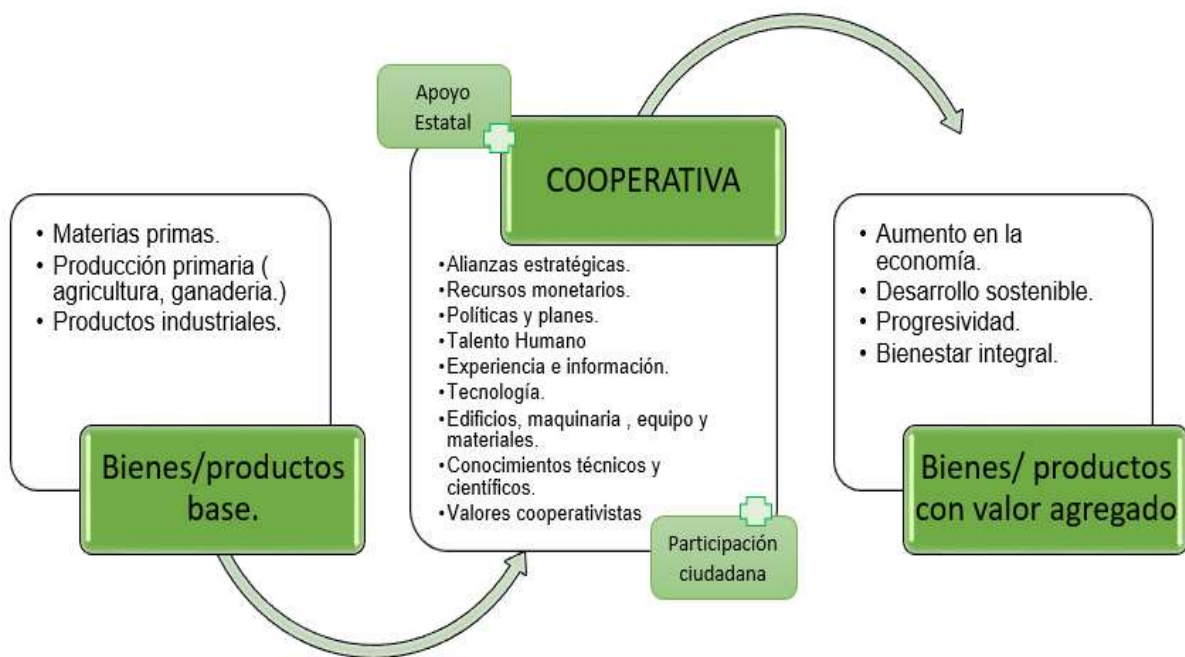 • Materias primas.
• Producción primaria (
agricultura, ganaderia.)
• Productos industriales.
Bienes/productos
base.
Apoyo
Estatal
COOPERATIVA
•Alianzas estratégicas.
•Recursos monetarios.
•Políticas y planes.
•Talento Humano
•Experiencia e información.
•Tecnología.
•Edificios, maquinaria , equipo y
materiales.
•Conocimientos técnicos y
científicos.
•Valores cooperativistas
Participación
ciudadana
• Aumento en la
economía.
• Desarrollo sostenible.
• Progresividad.
• Bienestar integral.
Bienes/ productos
con valor agregado